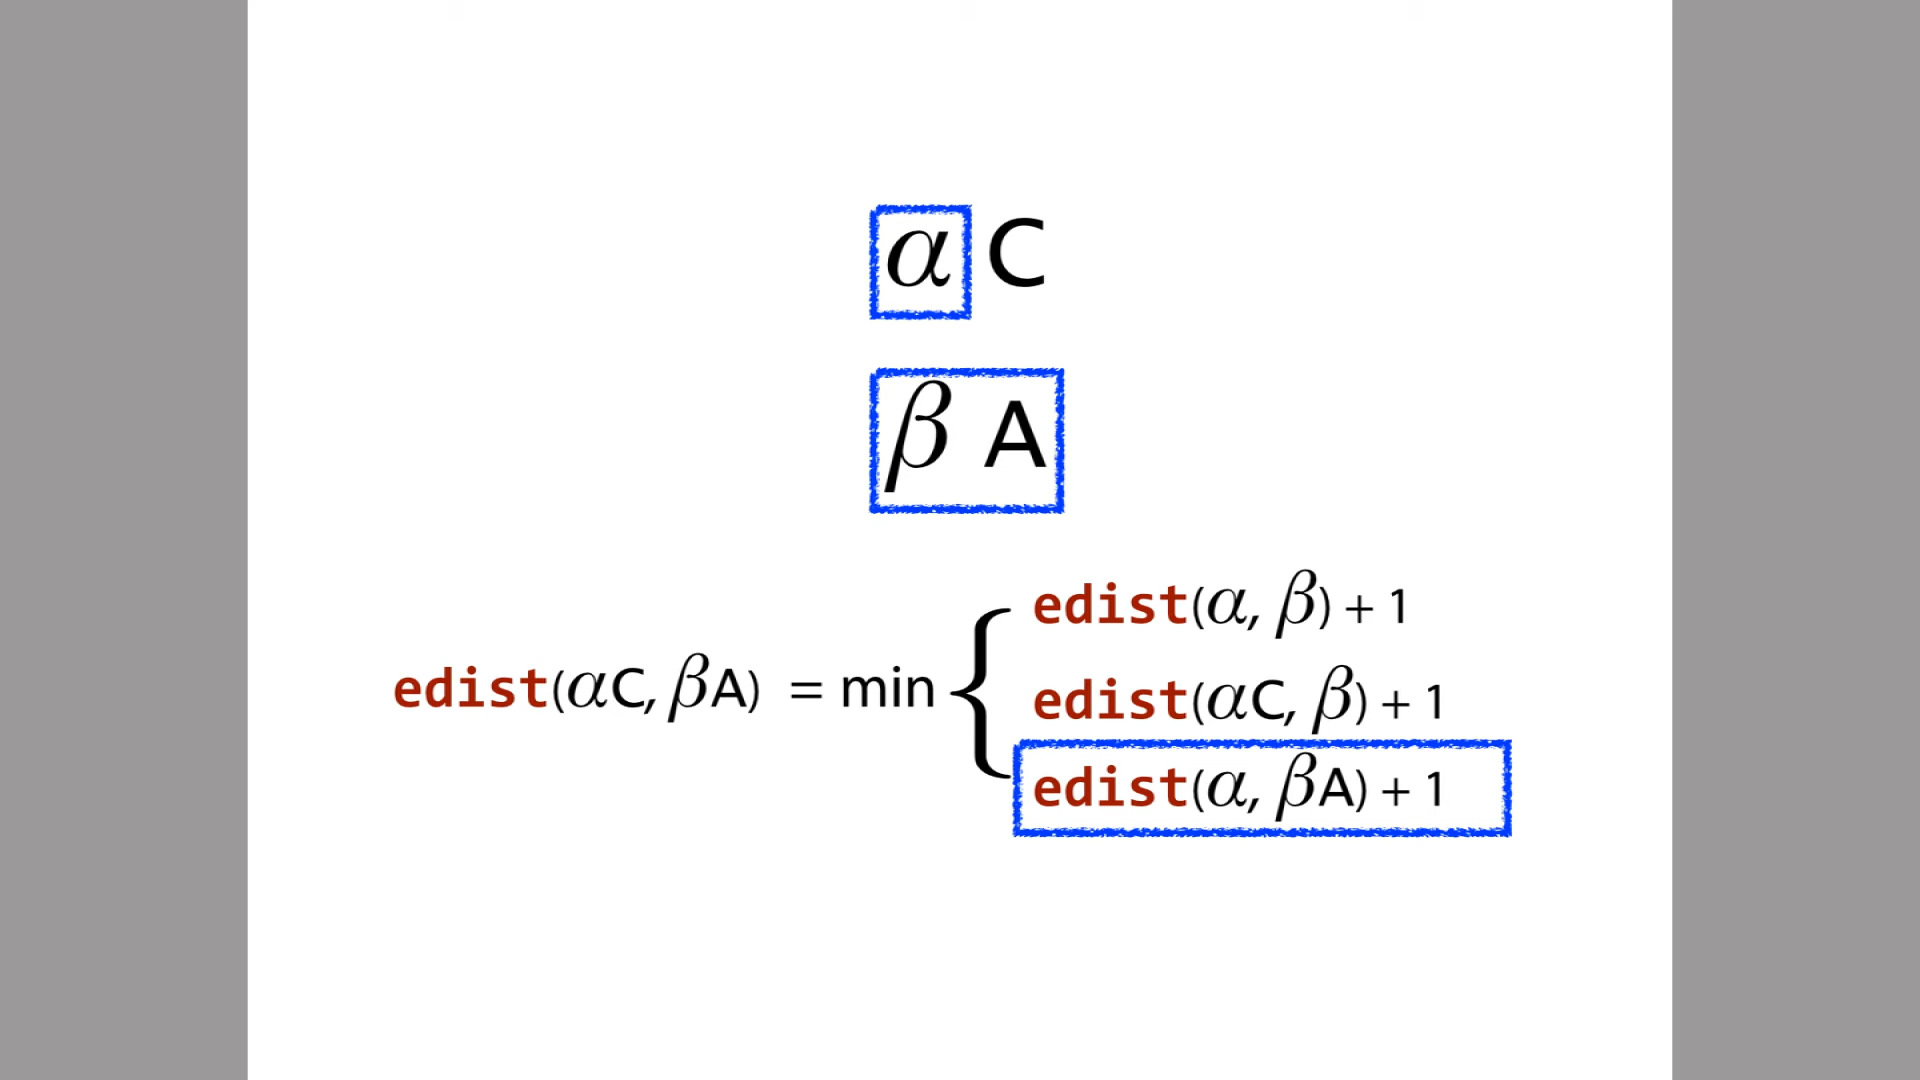 α C
β A
edist(α, β) + 1
edist(αC, βA) = min { edist(αC, β) + 1
edist(α, βA) + 1